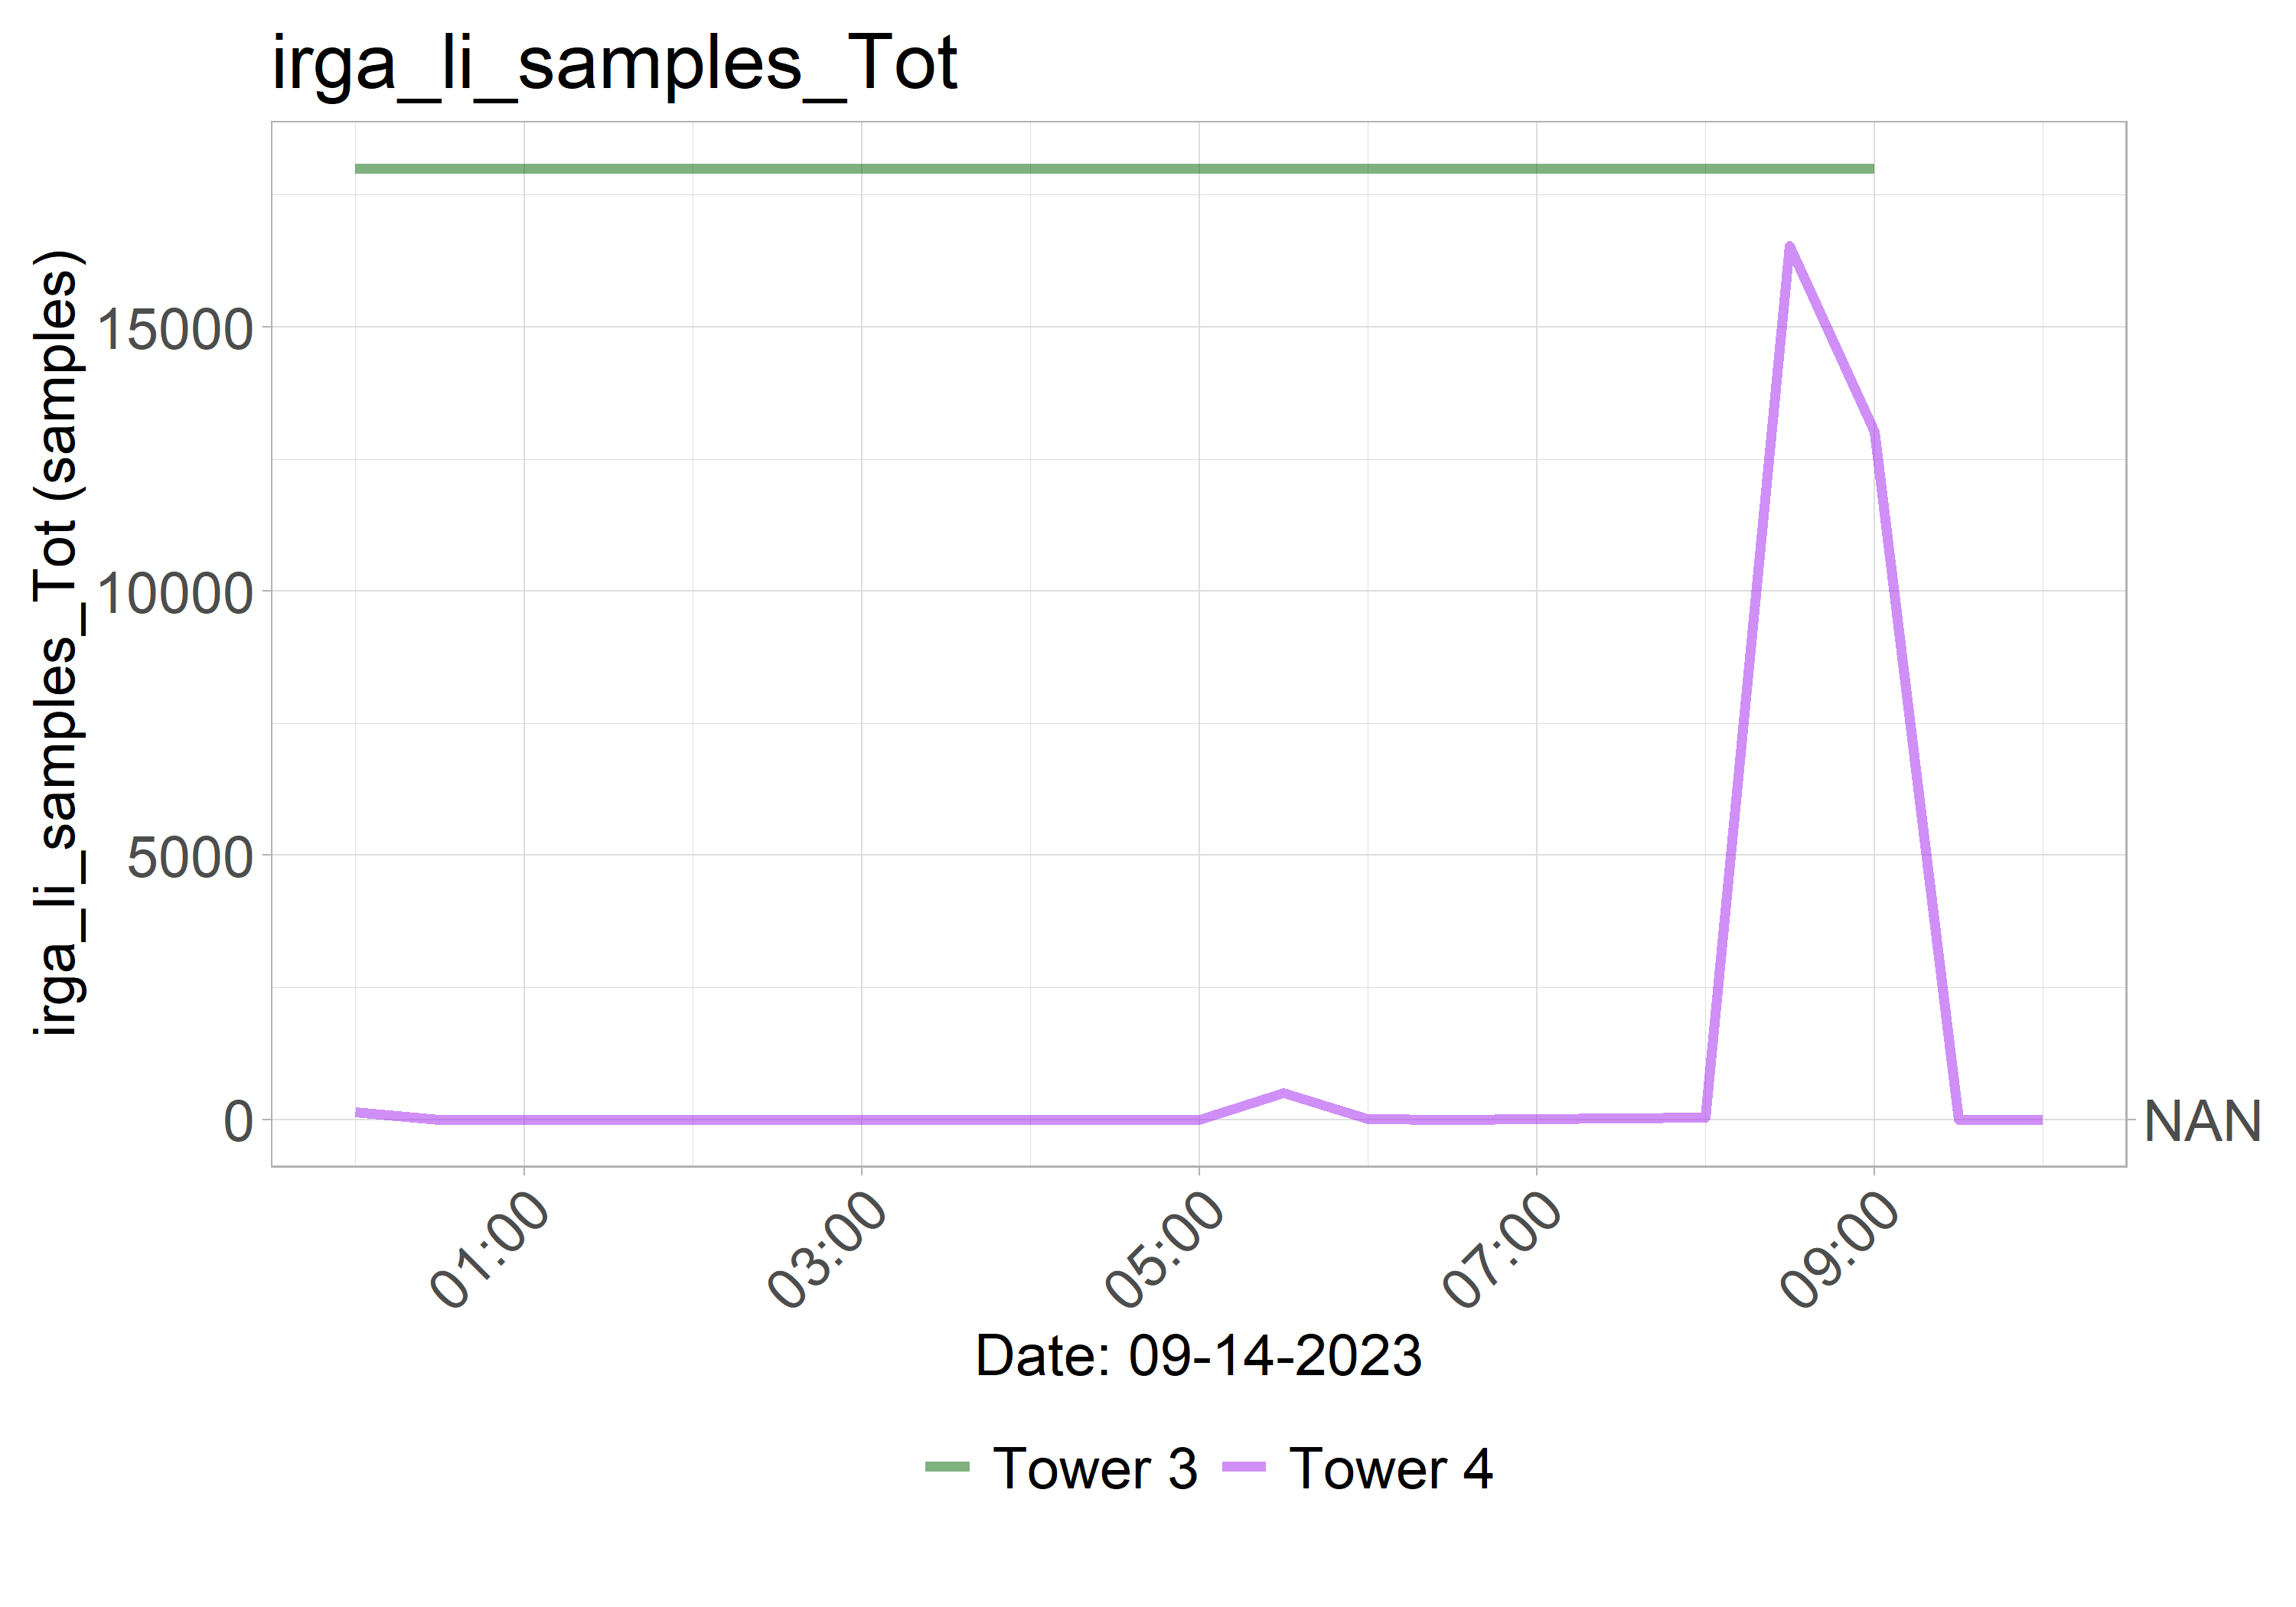 irga_li_samples_Tot
irga_li_samples_Tot (samples)
15000
10000
5000
0
NAN
01:00
03:00
05:00
07:00
09:00
Date: 09-14-2023
Tower 3
Tower 4